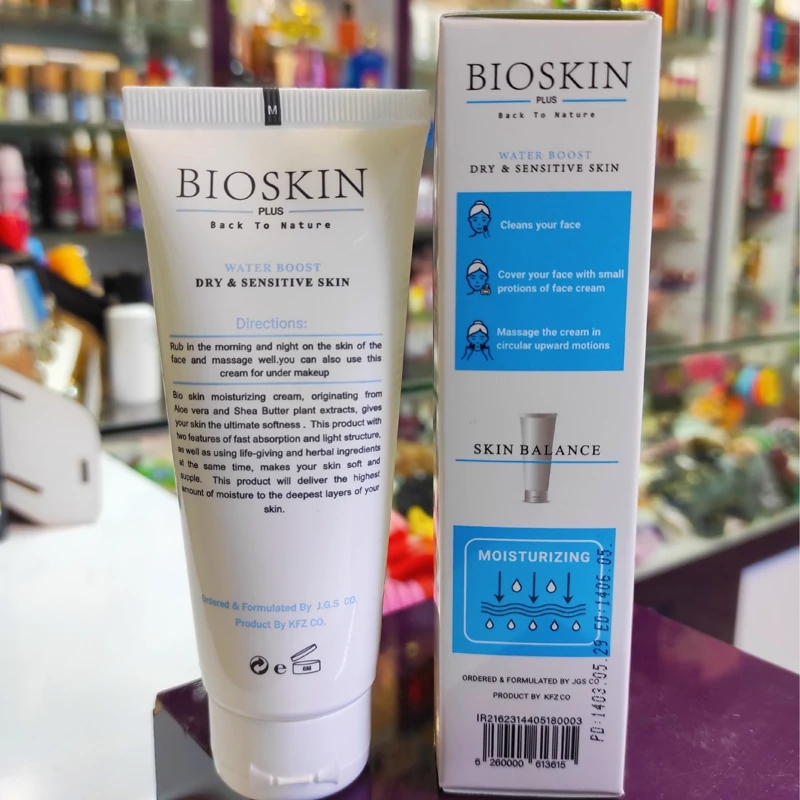 M
BIOSKIN
PLUS
Back To Nature
WATER BOOST
DRY & SENSITIVE SKIN
Directions:
Rub in the morning and night on the skin of the
face and massage well.you can also use this
cream for under makeup
Bio skin moisturizing cream, originating from
Aloe vera and Shea Butter plant extracts, gives
your skin the ultimate softness . This product with
two features of fast absorption and light structure,
as well as using life-giving and herbal ingredients
at the same time, makes your skin soft and
supple. This product will deliver the highest
amount of moisture to the deepest layers of your
skin.
Ordered & Formulated By J.G.S CO.
Product By KFZ CO.
e
6M
BIOSKIN
PLUS
Back To Nature
WATER BOOST
DRY & SENSITIVE SKIN
Cleans your face
Cover your face with small
protions of face cream
Massage the cream in
circular upward motions
SKIN BALANCE
MOISTURIZING
ORDERED & FORMULATED BY JGS CO
PRODUCT BY KFZ CO
PD:1403.05.29 ED:1406.05.
IR2162314405180003
6 260000 613615